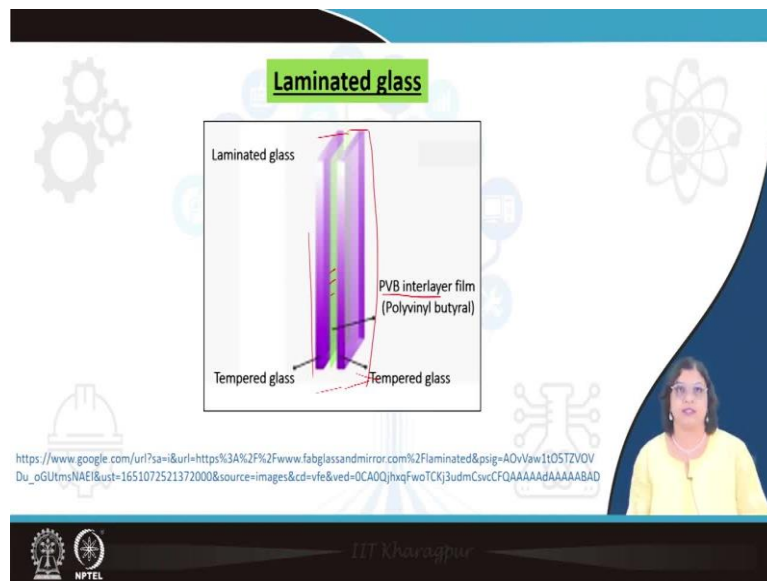 Laminated glass
Laminated glass
PVB interlayer film
(Polyvinyl butyral)
Tempered glass
Tempered glass
https://www.google.com/url?sa=i&url=https%3A%2F%2Fwww.fabglassandmirror.com%2Flaminated&psig=AOvVaw1tO5TZVOV
Du_oGUtmsNAEI&ust=1651072521372000&source=images&cd=vfe&ved=0CA0QjhxqFwoTCKj3udmCsvcCFQAAAAAdAAAAABAD
IIT Kharagpur
NPTEL